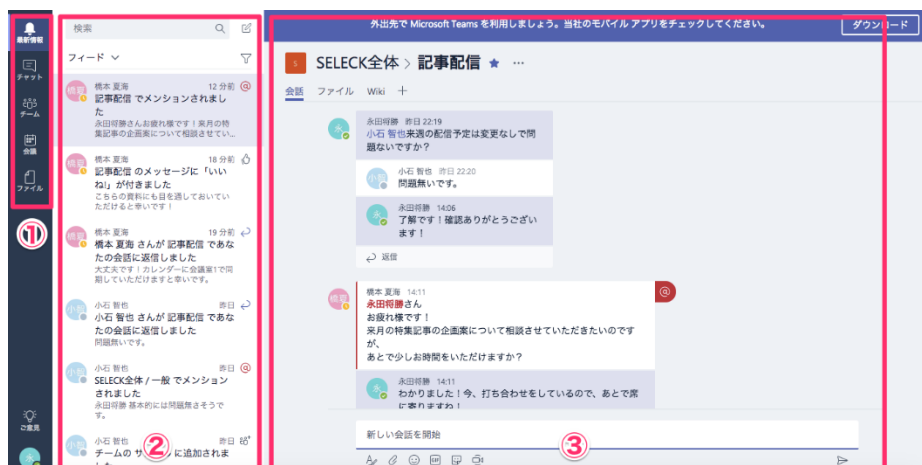 外出先で Microsoft Teams を利用しましょう。当社のモバイル アプリをチェックしてください。
ダウンロード
最新情報
チャット
チーム
会議
ファイル
①
ご意見
検索
フィード
橋本 夏海 12 分前
記事配信 でメンションされまし
た
永田将勝さんお疲れ様です！来月の特
集記事の企画案について相談させてい...
橋本 夏海 18 分前
記事配信 のメッセージに「いい
ね!」が付きました
こちらの資料にも目を通しておいてい
ただけると幸いです！
橋本 夏海 19 分前
橋本 夏海 さんが 記事配信 であな
たの会話に返信しました
大丈夫です！カレンダーに会議案1で同
期していただけますと幸いです。
小石 智也 昨日
小石 智也 さんが 記事配信 であな
たの会話に返信しました
問題無いです。
小石 智也 昨日
SELECK全体 / 一般 でメンション
されました
永田将勝 基本的には問題無さそうで
す。
小石 智也 昨日
チームの サ に追加されま
した
②
S
SELECK全体 > 記事配信 ★ …
会話 ファイル Wiki +
永田将勝 昨日 22:19
小石 智也来週の配信予定は変更なしで問
題ないですか？
小石 智也 昨日 22:20
問題無いです。
永田将勝 14:06
了解です！確認ありがとうござい
ます！
返信
橋本 夏海 14:11
永田将勝さん
お疲れ様です！
来月の特集記事の企画案について相談させていただきたいのです
が、
あとで少しお時間をいただけますか？
永田将勝 14:11
わかりました！今、打ち合わせをしているので、あとで席
に寄りますね！
新しい会話を開始
③
GIF